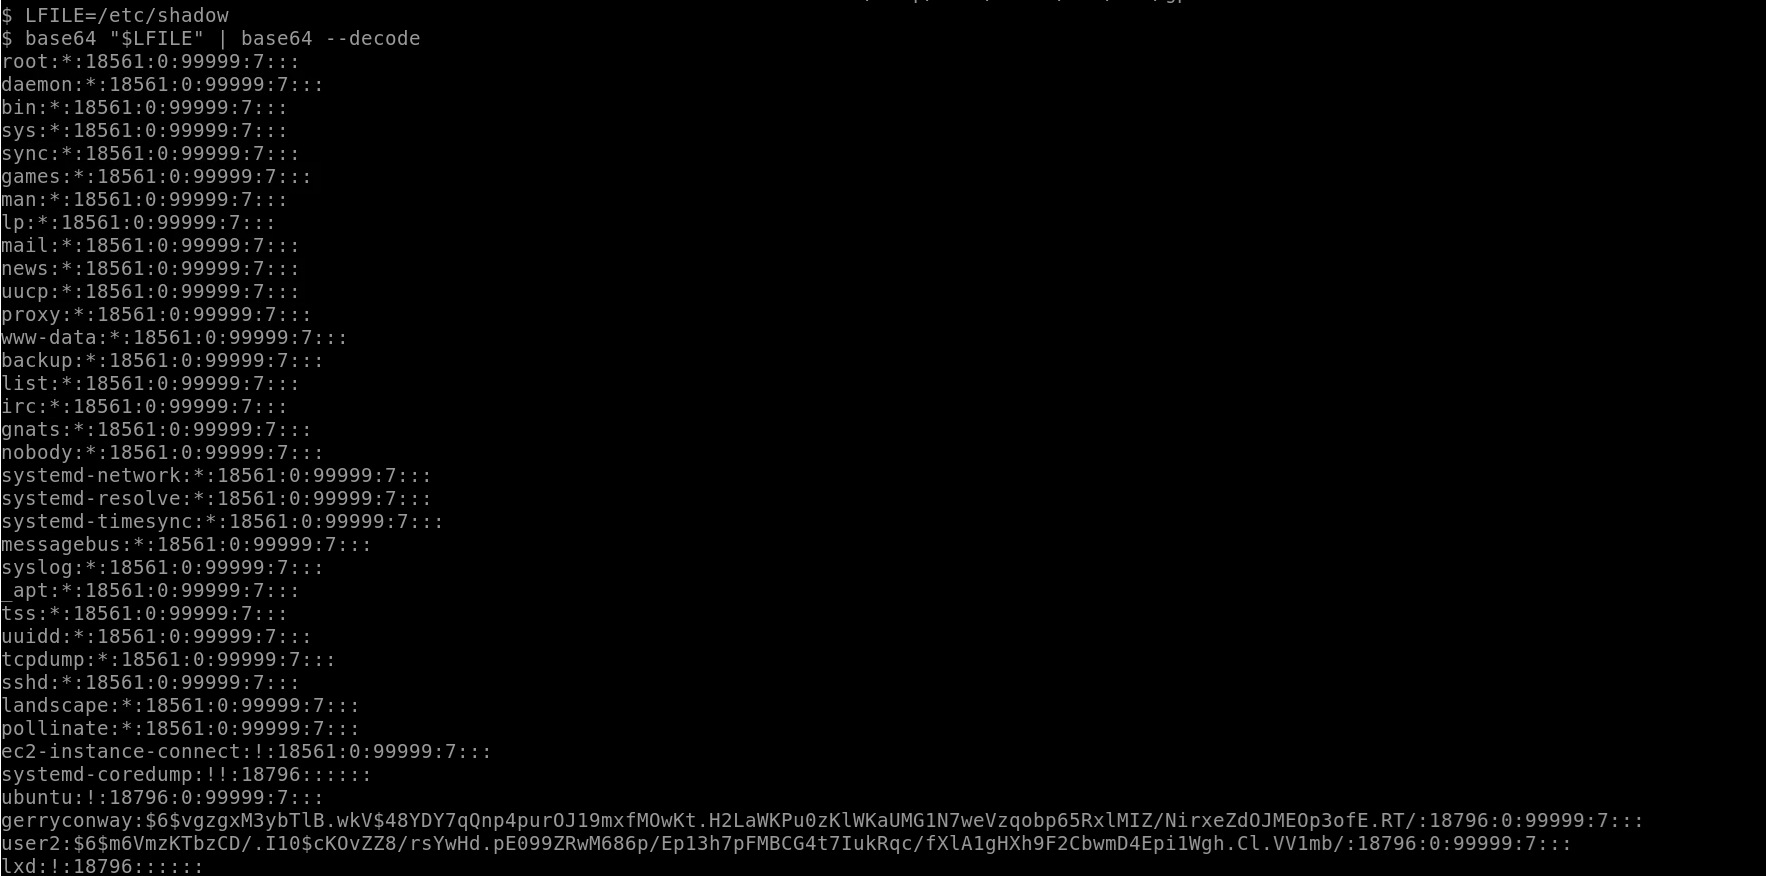 $ LFILE=/etc/shadow
$ base64 "$LFILE" | base64 --decode
root:*:18561:0:99999:7:::
daemon:*:18561:0:99999:7:::
bin:*:18561:0:99999:7:::
sys:*:18561:0:99999:7:::
sync:*:18561:0:99999:7:::
games:*:18561:0:99999:7:::
man:*:18561:0:99999:7:::
lp:*:18561:0:99999:7:::
mail:*:18561:0:99999:7:::
news:*:18561:0:99999:7:::
uucp:*:18561:0:99999:7:::
proxy:*:18561:0:99999:7:::
www-data:*:18561:0:99999:7:::
backup:*:18561:0:99999:7:::
list:*:18561:0:99999:7:::
irc:*:18561:0:99999:7:::
gnats:*:18561:0:99999:7:::
nobody:*:18561:0:99999:7:::
systemd-network:*:18561:0:99999:7:::
systemd-resolve:*:18561:0:99999:7:::
systemd-timesync:*:18561:0:99999:7:::
messagebus:*:18561:0:99999:7:::
syslog:*:18561:0:99999:7:::
_apt:*:18561:0:99999:7:::
tss:*:18561:0:99999:7:::
uuidd:*:18561:0:99999:7:::
tcpdump:*:18561:0:99999:7:::
sshd:*:18561:0:99999:7:::
landscape:*:18561:0:99999:7:::
pollinate:*:18561:0:99999:7:::
ec2-instance-connect:!:18561:0:99999:7:::
systemd-coredump:!!:18796::::::
ubuntu:!:18796:0:99999:7:::
gerryconway:$6$vgzgxM3ybTlB.wkV$48YDY7qQnp4purOJ19mxfMOwKt.H2LaWKPu0zKlWKaUMG1N7weVzqobp65RxlMIZ/NirxeZdOJMEOp3ofE.RT/:18796:0:99999:7:::
user2:$6$m6VmzKTbzCD/.I10$cKOvZZ8/rsYwHd.pE099ZRwM686p/Ep13h7pFMBCG4t7IukRqc/fXlA1gHXh9F2CbwmD4Epi1Wgh.Cl.VV1mb/:18796:0:99999:7:::
lxd:!:18796::::::